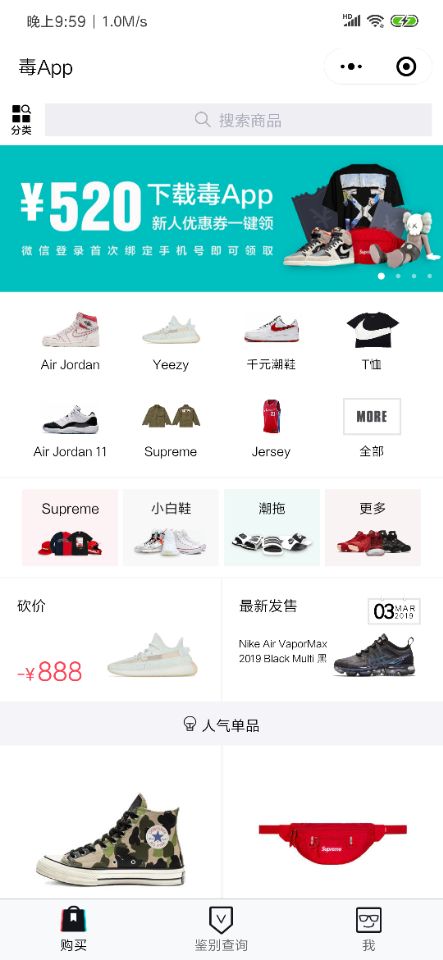 晚上9:59 | 1.0M/s
HD
毒App
分类
搜索商品
¥520 下载毒App
新人优惠券一键领
微信登录首次绑定手机号即可领取
Supreme
Air Jordan
Yeezy
千元潮鞋
T恤
MORE
Air Jordan 11
Supreme
Jersey
全部
Supreme
小白鞋
潮拖
更多
砍价
-¥888
最新发售
03 MAR
2019
Nike Air VaporMax
2019 Black Multi 黑
人气单品
Supreme
购买
鉴别查询
我